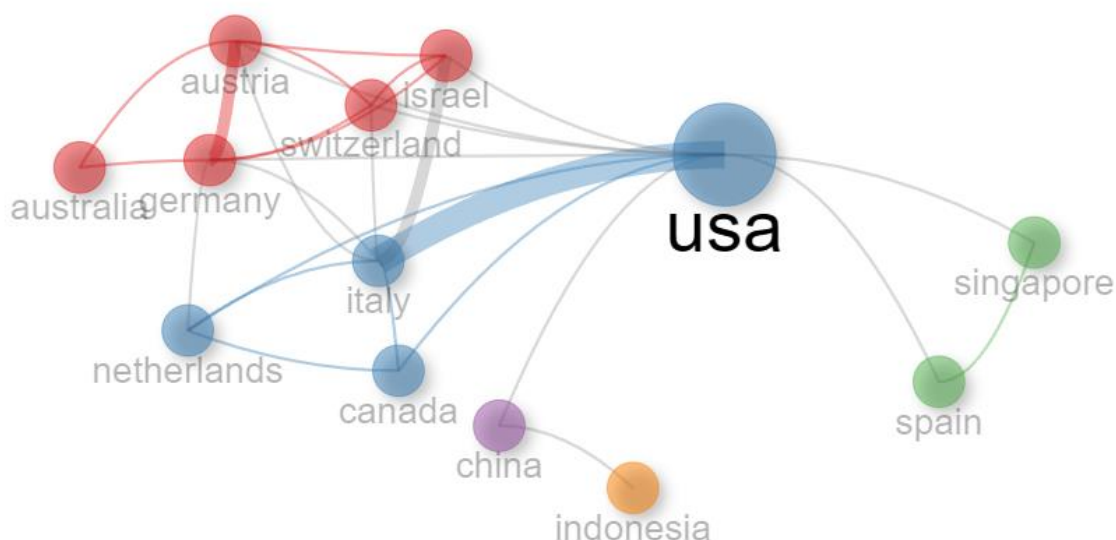 austria
israel
switzerland
australia
germany
usa
singapore
italy
netherlands
canada
spain
china
indonesia